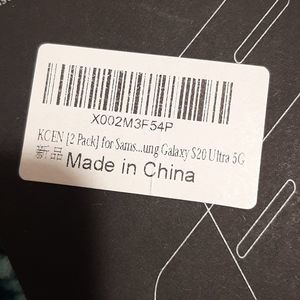 X002M3F54P
KCEN [2 Pack] for Sams...ung Galaxy S20 Ultra 5G
新品
Made in China